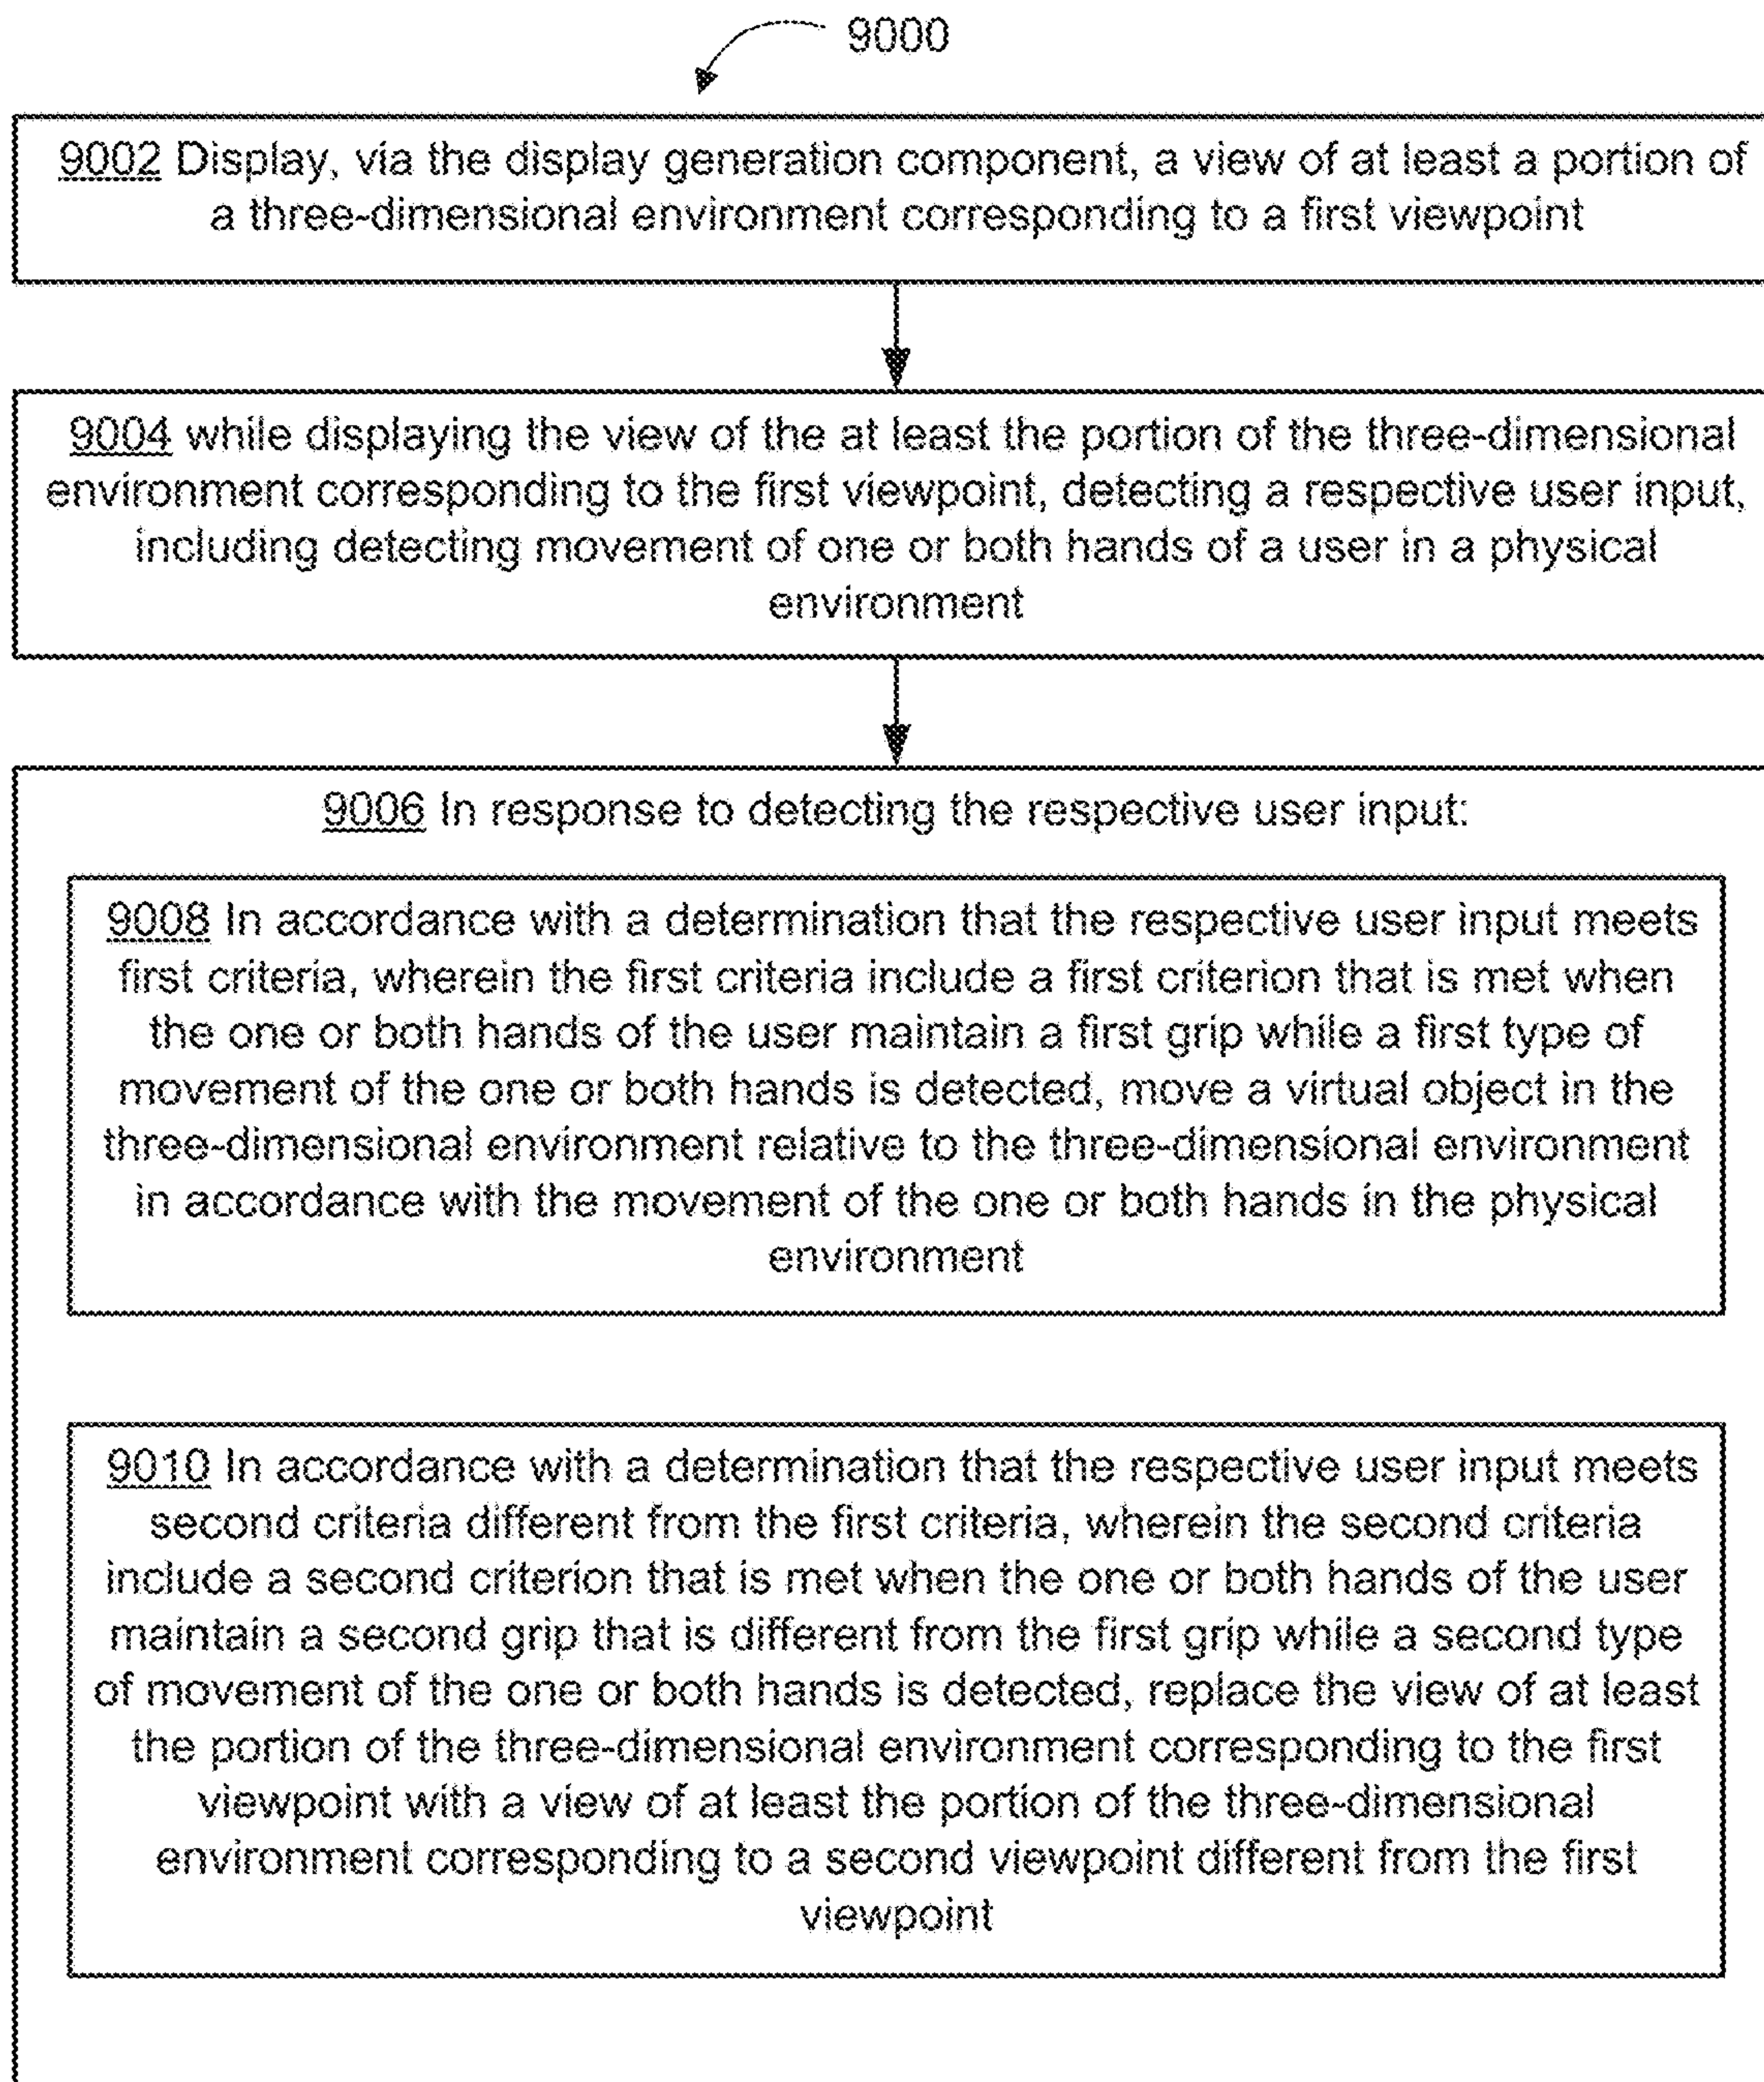 9000
9002 Display, via the display generation component, a view of at least a portion of
a three-dimensional environment corresponding to a first viewpoint
9004 while displaying the view of the at least the portion of the three-dimensional
environment corresponding to the first viewpoint, detecting a respective user input,
including detecting movement of one or both hands of a user in a physical
environment
9006 In response to detecting the respective user input:
9008 In accordance with a determination that the respective user input meets
first criteria, wherein the first criteria include a first criterion that is met when
the one or both hands of the user maintain a first grip while a first type of
movement of the one or both hands is detected, move a virtual object in the
three-dimensional environment relative to the three-dimensional environment
in accordance with the movement of the one or both hands in the physical
environment
9010 In accordance with a determination that the respective user input meets
second criteria different from the first criteria, wherein the second criteria
include a second criterion that is met when the one or both hands of the user
maintain a second grip that is different from the first grip while a second type
of movement of the one or both hands is detected, replace the view of at least
the portion of the three-dimensional environment corresponding to the first
viewpoint with a view of at least the portion of the three-dimensional
environment corresponding to a second viewpoint different from the first
viewpoint